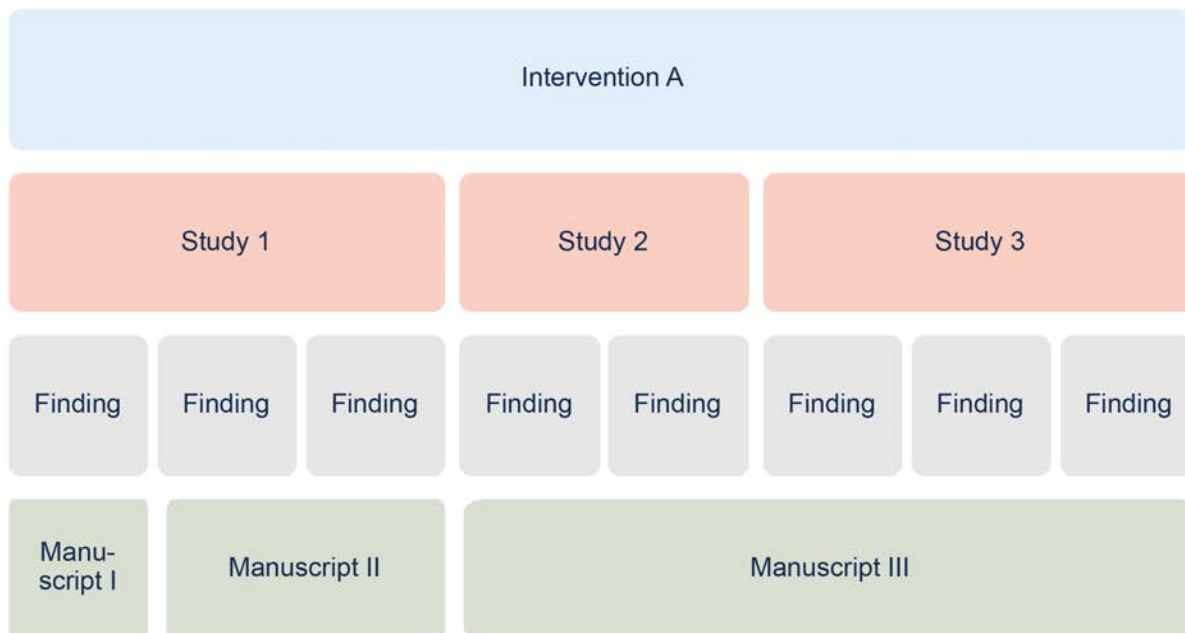 Intervention A
Study 1
Study 2
Study 3
Finding
Finding
Finding
Finding
Finding
Finding
Finding
Finding
Manu-
script I
Manuscript II
Manuscript III